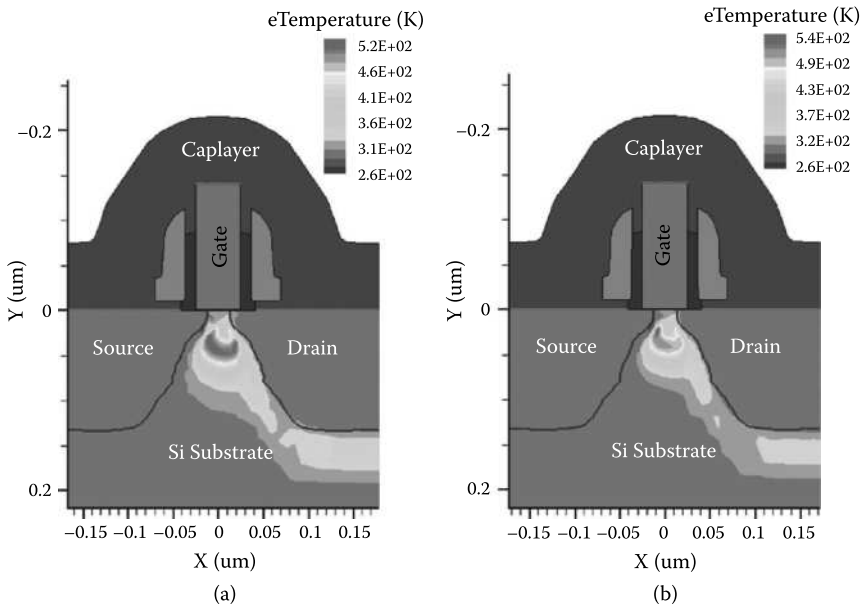 eTemperature (K)
5.2E+02
4.6E+02
4.1E+02
3.6E+02
3.1E+02
2.6E+02
−0.2
0
0.2
Y (um)
Caplayer
Gate
Source
Drain
Si Substrate
−0.15 −0.1 −0.05 0 0.05 0.1 0.15
X (um)
(a)
eTemperature (K)
5.4E+02
4.9E+02
4.3E+02
3.7E+02
3.2E+02
2.6E+02
−0.2
0
0.2
Y (um)
Caplayer
Gate
Source
Drain
Si Substrate
−0.15 −0.1 −0.05 0 0.05 0.1 0.15
X (um)
(b)